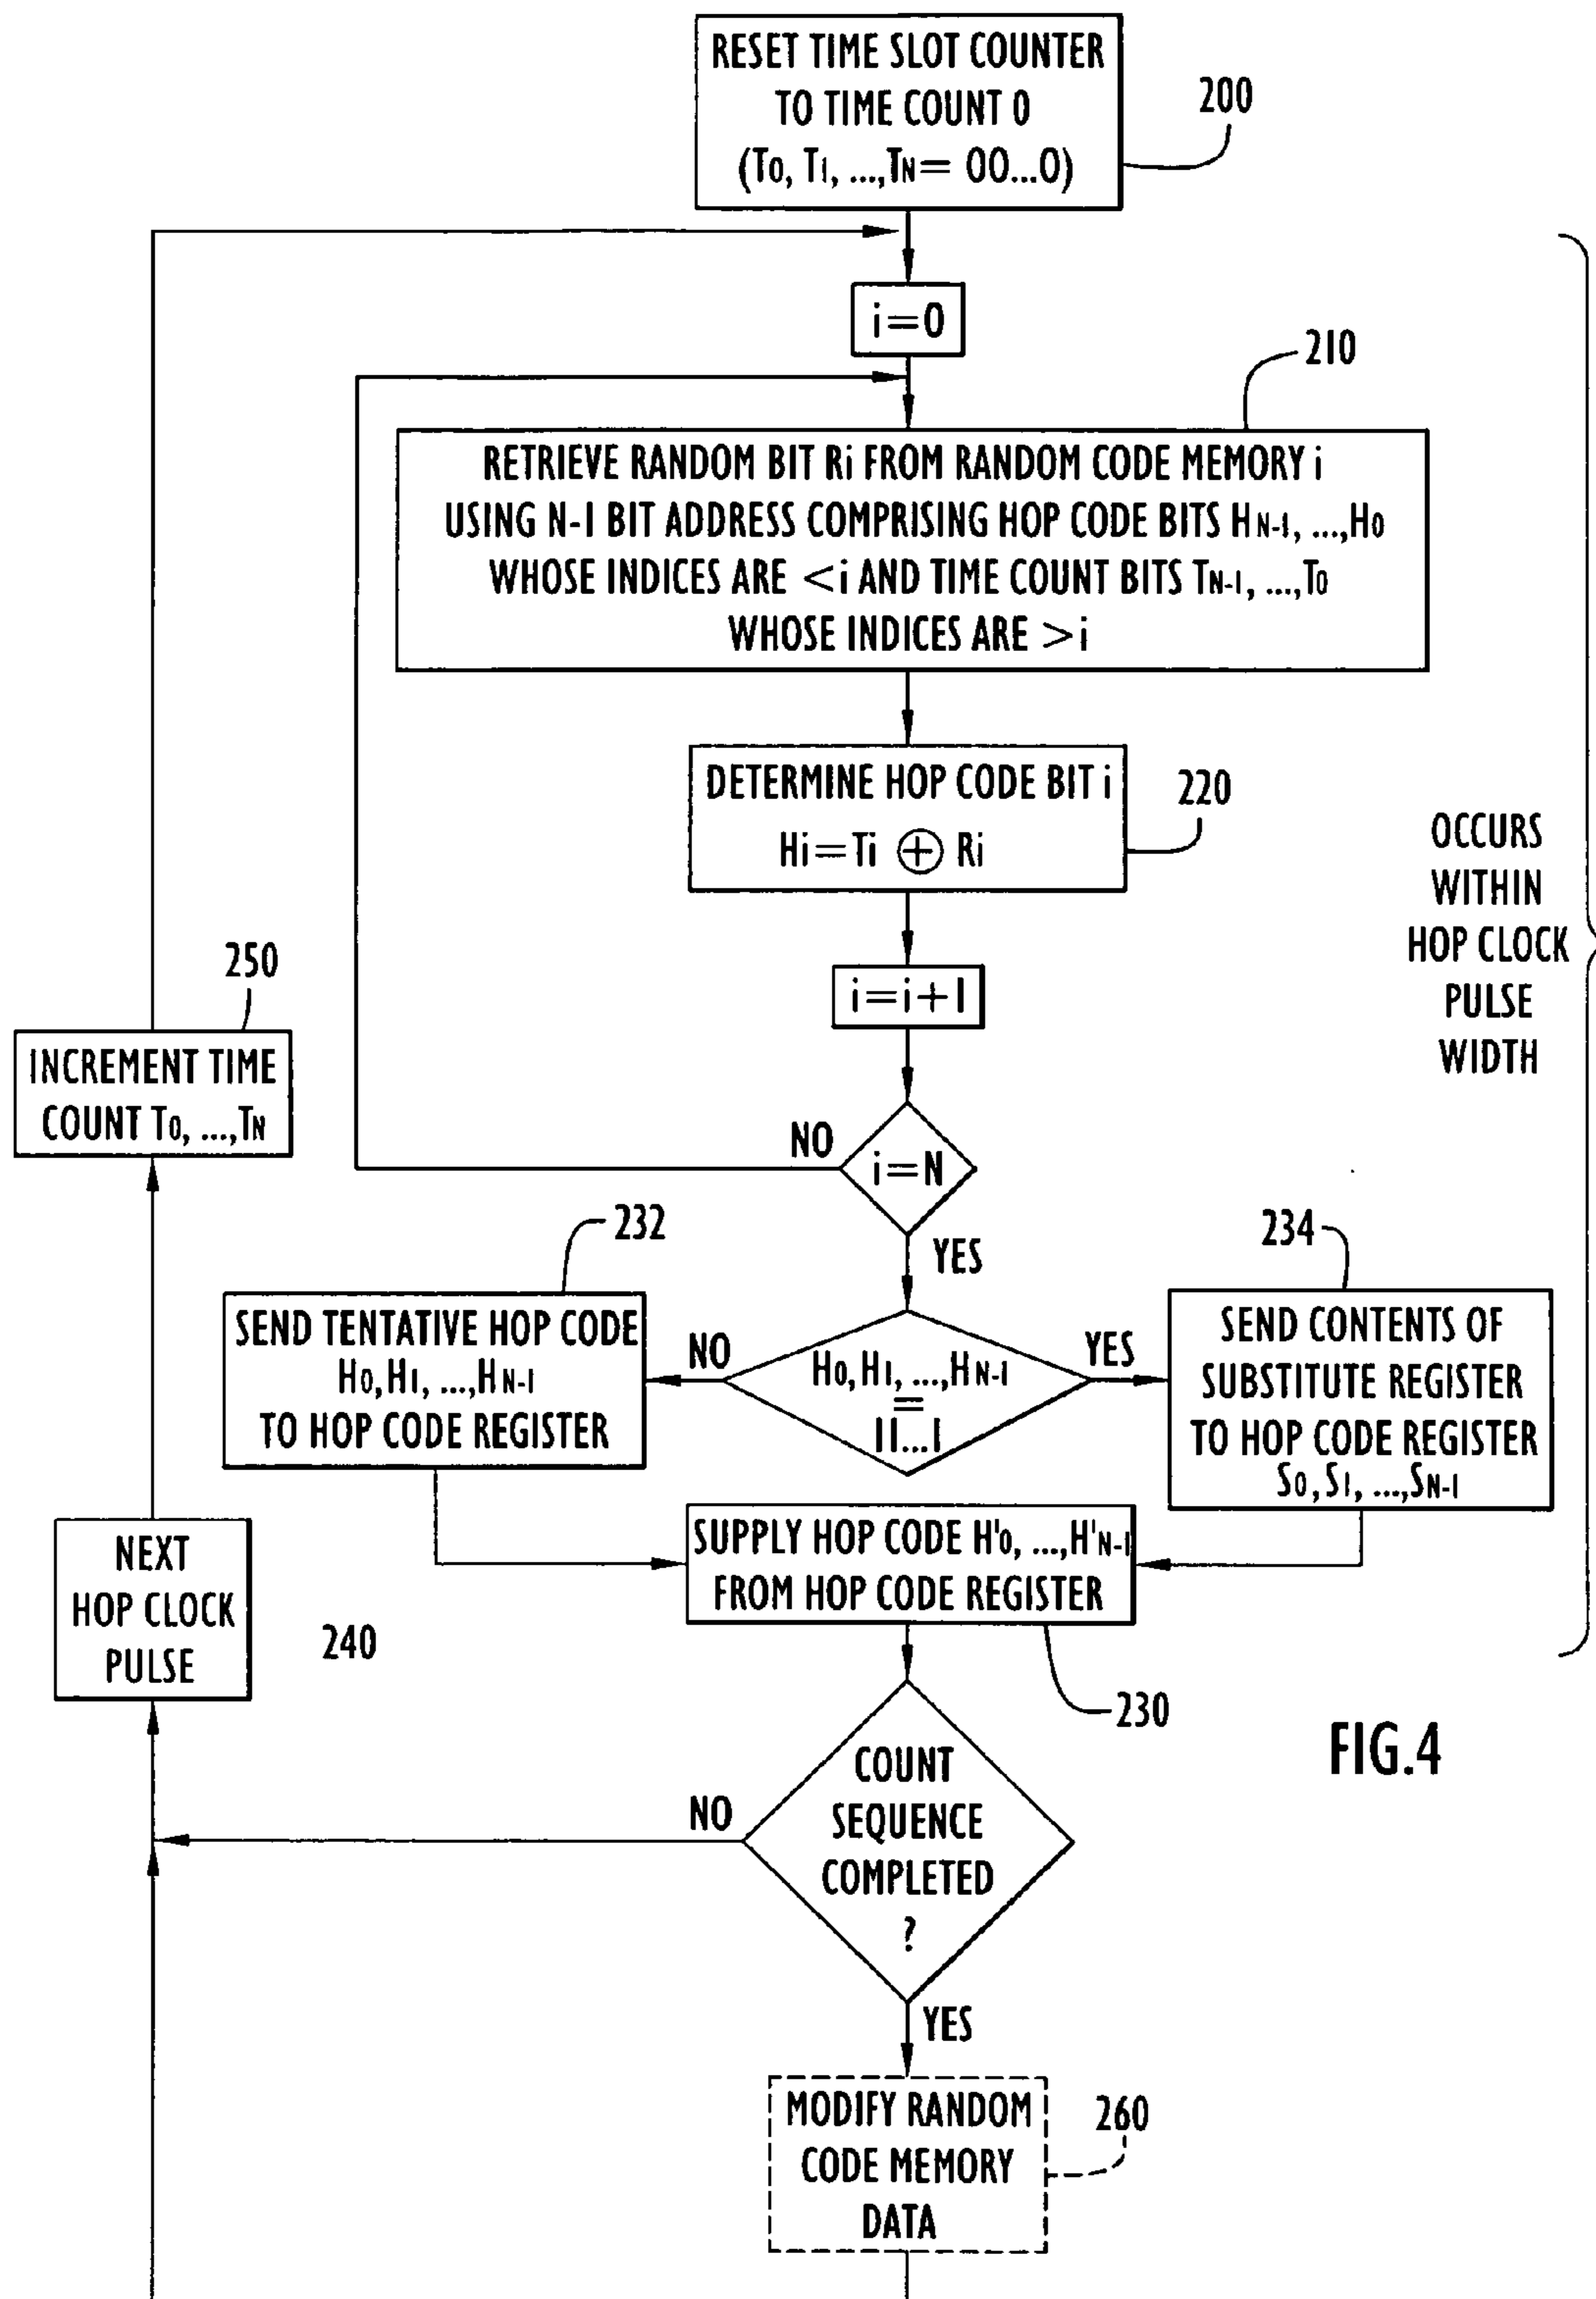 RESET TIME SLOT COUNTER
TO TIME COUNT 0
(T0, T1, ...,TN= 00...0)
200
i=0
210
RETRIEVE RANDOM BIT Ri FROM RANDOM CODE MEMORY i
USING N-1 BIT ADDRESS COMPRISING HOP CODE BITS HN-1, ...,H0
WHOSE INDICES ARE <i AND TIME COUNT BITS TN-1, ...,T0
WHOSE INDICES ARE >i
DETERMINE HOP CODE BIT i
Hi=Ti ⊕ Ri
220
OCCURS
WITHIN
HOP CLOCK
PULSE
WIDTH
i=i+1
250
INCREMENT TIME
COUNT T0, ...,TN
NO
i=N
YES
232
234
SEND TENTATIVE HOP CODE
H0,H1, ...,HN-1
TO HOP CODE REGISTER
NO
H0,H1, ...,HN-1
=
11...1
YES
SEND CONTENTS OF
SUBSTITUTE REGISTER
TO HOP CODE REGISTER
S0,S1, ...,SN-1
SUPPLY HOP CODE H'0, ...,H'N-1
FROM HOP CODE REGISTER
230
NEXT
HOP CLOCK
PULSE
240
COUNT
SEQUENCE
COMPLETED
?
NO
YES
FIG.4
MODIFY RANDOM
CODE MEMORY
DATA
260